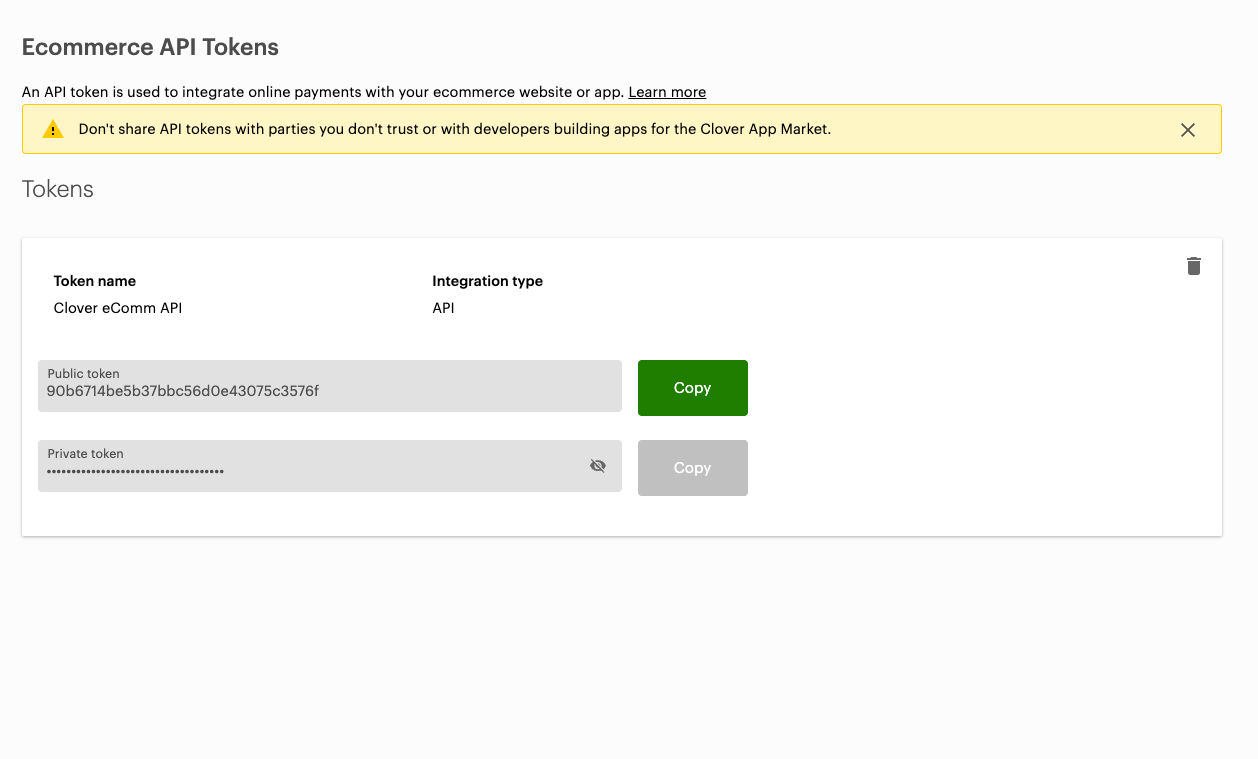 Ecommerce API Tokens
An API token is used to integrate online payments with your ecommerce website or app. Learn more
Don't share API tokens with parties you don't trust or with developers building apps for the Clover App Market.
Tokens
Token name
Integration type
Clover eComm API
API
Public token
90b6714be5b37bbc56d0e43075c3576f
Copy
Private token
••••••••••••••••••••••••••••••••••••
Copy